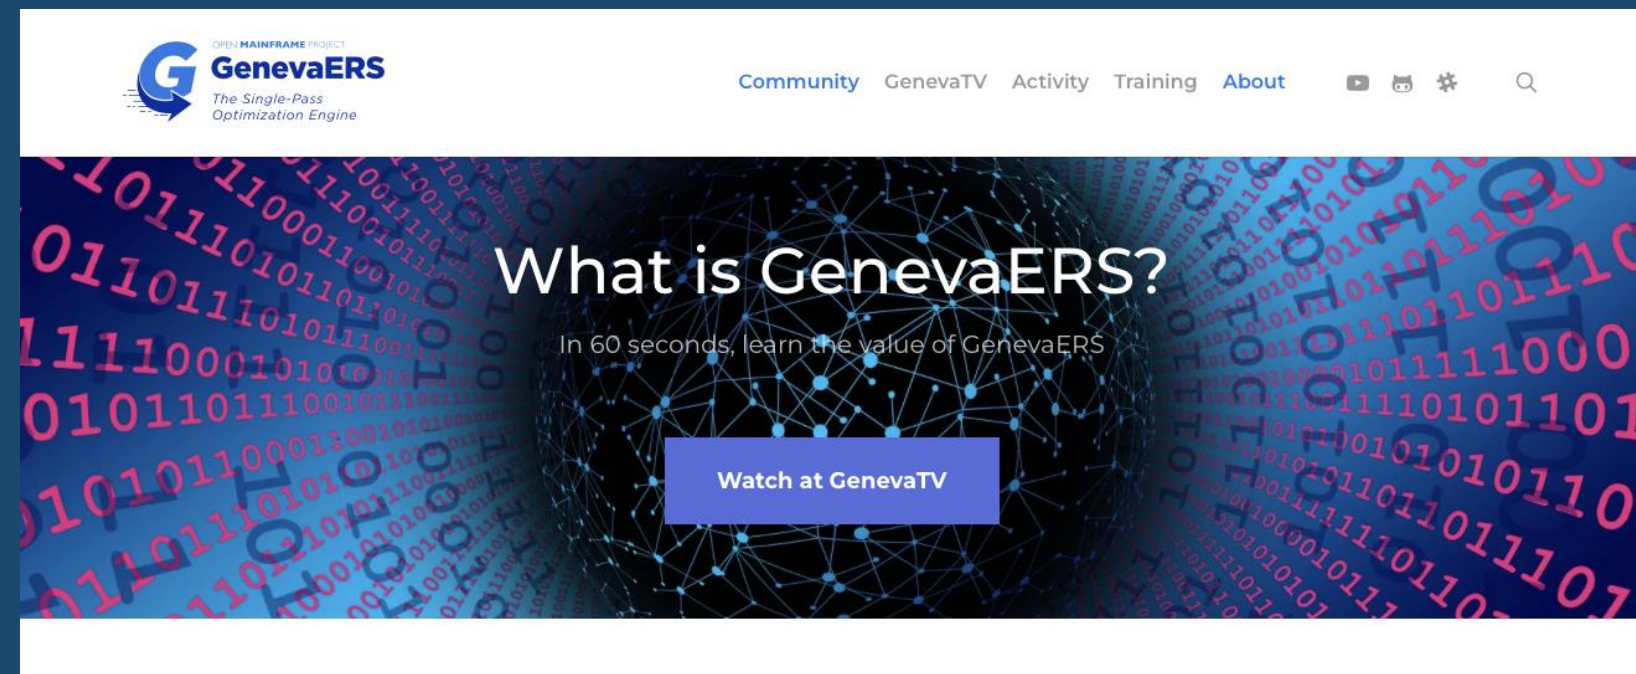 OPEN MAINFRAME PROJECT
GenevaERS
The Single-Pass
Optimization Engine
Community GenevaTV Activity Training About
What is GenevaERS?
In 60 seconds, learn the value of GenevaERS
Watch at GenevaTV